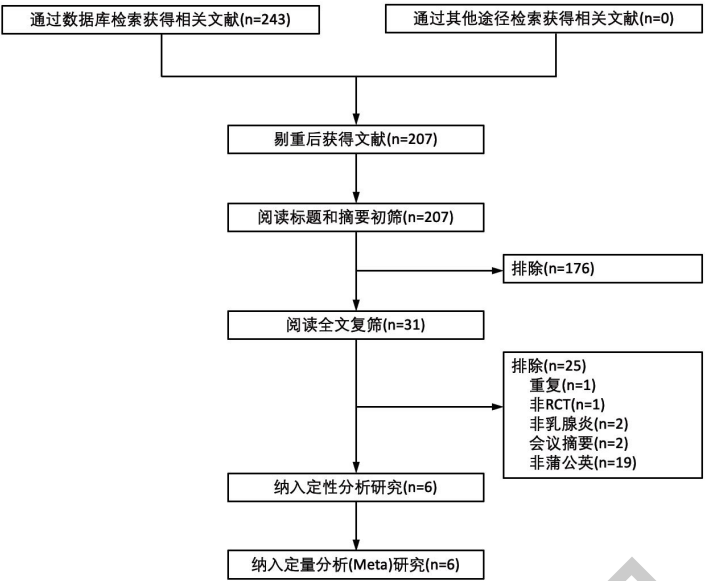 通过数据库检索获得相关文献(n=243)
通过其他途径检索获得相关文献(n=0)
剔重后获得文献(n=207)
阅读标题和摘要初筛(n=207)
排除(n=176)
阅读全文复筛(n=31)
排除(n=25)
重复(n=1)
非RCT(n=1)
非乳腺炎(n=2)
会议摘要(n=2)
非蒲公英(n=19)
纳入定性分析研究(n=6)
纳入定量分析(Meta)研究(n=6)